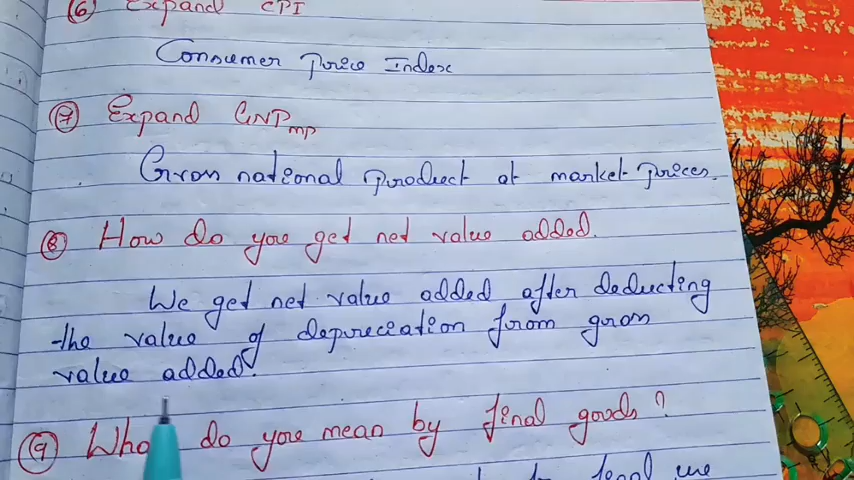 (6) Expand CPI
Consumer Price Index
(7) Expand GNPmp
Gross national product at market prices.
(8) How do you get net value added.
We get net value added after deducting
the value of depreciation from gross
value added.
(9) What do you mean by final goods?
final use